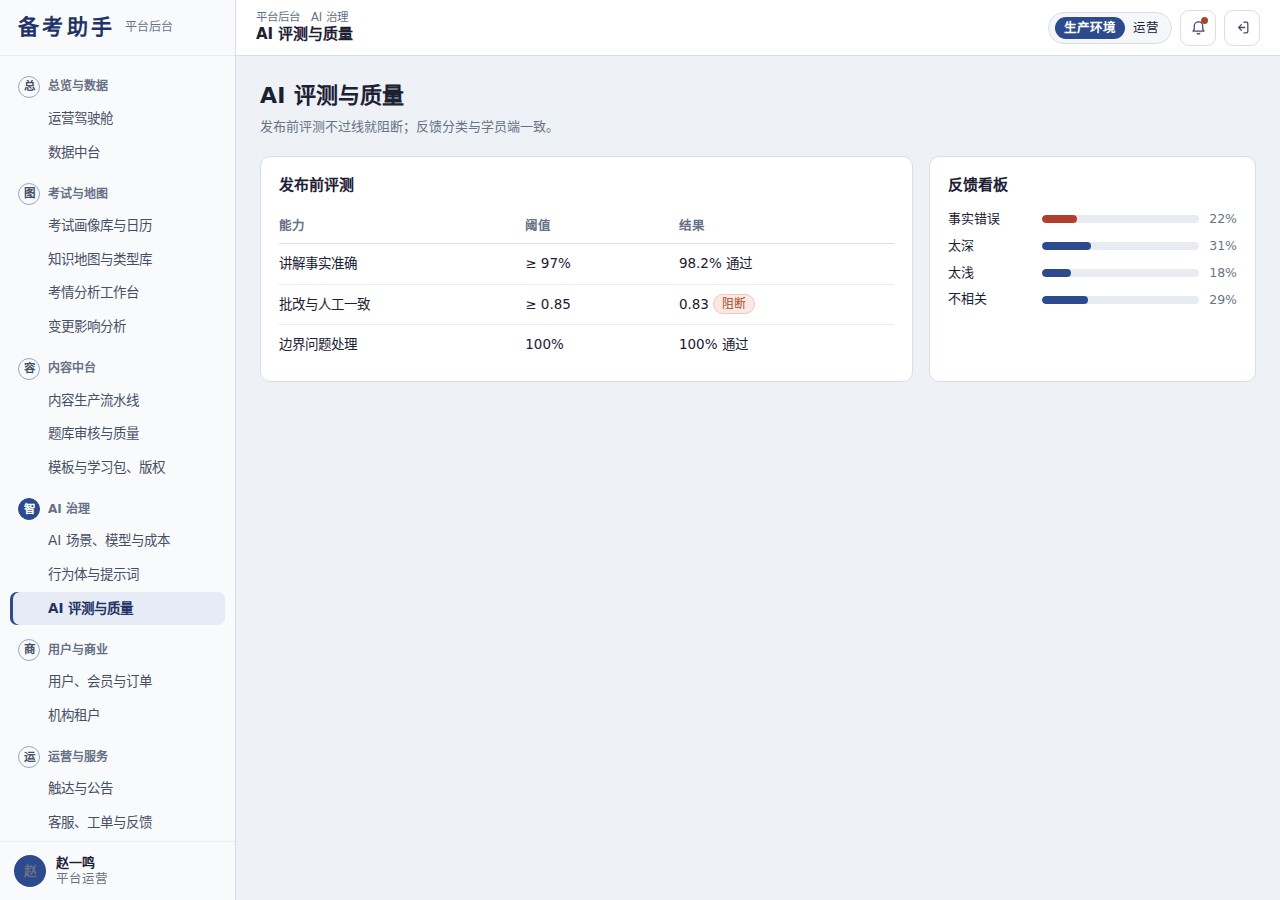 备考助手 平台后台
总 总览与数据
运营驾驶舱
数据中台
图 考试与地图
考试画像库与日历
知识地图与类型库
考情分析工作台
变更影响分析
容 内容中台
内容生产流水线
题库审核与质量
模板与学习包、版权
智 AI 治理
AI 场景、模型与成本
行为体与提示词
AI 评测与质量
商 用户与商业
用户、会员与订单
机构租户
运 运营与服务
触达与公告
客服、工单与反馈
赵 赵一鸣
平台运营
平台后台 AI 治理
AI 评测与质量
生产环境 运营
AI 评测与质量
发布前评测不过线就阻断；反馈分类与学员端一致。
发布前评测
能力 阈值 结果
讲解事实准确 ≥ 97% 98.2% 通过
批改与人工一致 ≥ 0.85 0.83 阻断
边界问题处理 100% 100% 通过
反馈看板
事实错误 22%
太深 31%
太浅 18%
不相关 29%